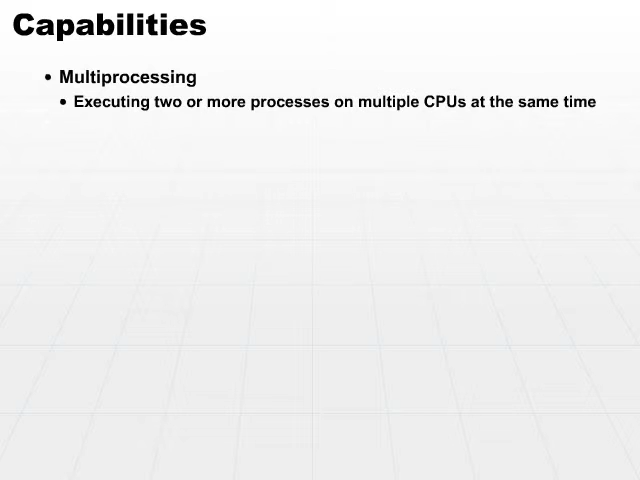 Capabilities
• Multiprocessing
• Executing two or more processes on multiple CPUs at the same time